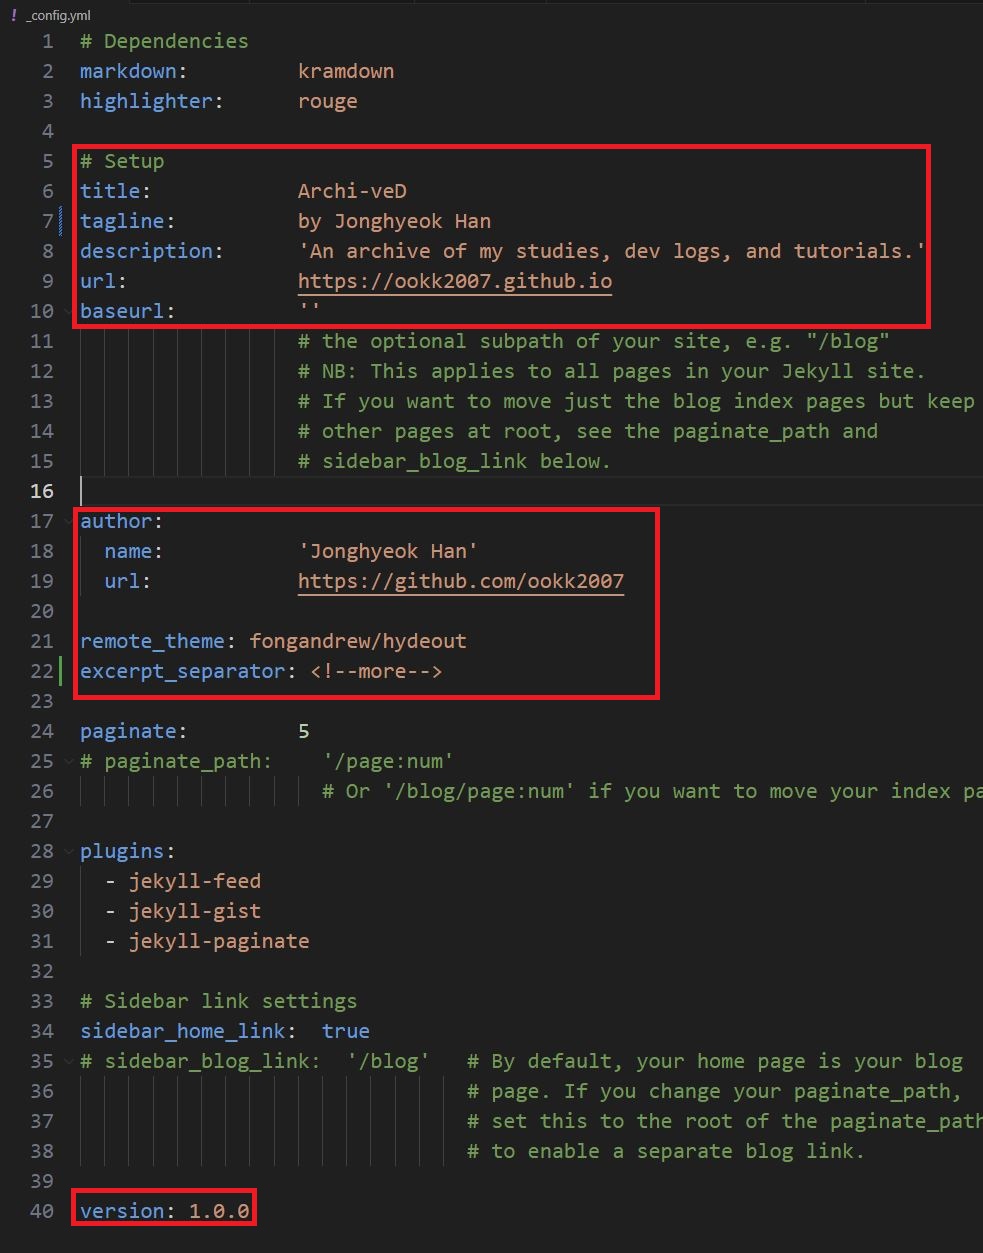 ! _config.yml
1 # Dependencies
2 markdown: kramdown
3 highlighter: rouge
4
5 # Setup
6 title: Archi-veD
7 tagline: by Jonghyeok Han
8 description: 'An archive of my studies, dev logs, and tutorials.'
9 url: https://ookk2007.github.io
10 baseurl: ''
11 # the optional subpath of your site, e.g. "/blog"
12 # NB: This applies to all pages in your Jekyll site.
13 # If you want to move just the blog index pages but keep
14 # other pages at root, see the paginate_path and
15 # sidebar_blog_link below.
16
17 author:
18 name: 'Jonghyeok Han'
19 url: https://github.com/ookk2007
20
21 remote_theme: fongandrew/hydeout
22 excerpt_separator: <!--more-->
23
24 paginate: 5
25 # paginate_path: '/page:num'
26 # Or '/blog/page:num' if you want to move your index pa
27
28 plugins:
29 - jekyll-feed
30 - jekyll-gist
31 - jekyll-paginate
32
33 # Sidebar link settings
34 sidebar_home_link: true
35 # sidebar_blog_link: '/blog' # By default, your home page is your blog
36 # page. If you change your paginate_path,
37 # set this to the root of the paginate_path
38 # to enable a separate blog link.
39
40 version: 1.0.0